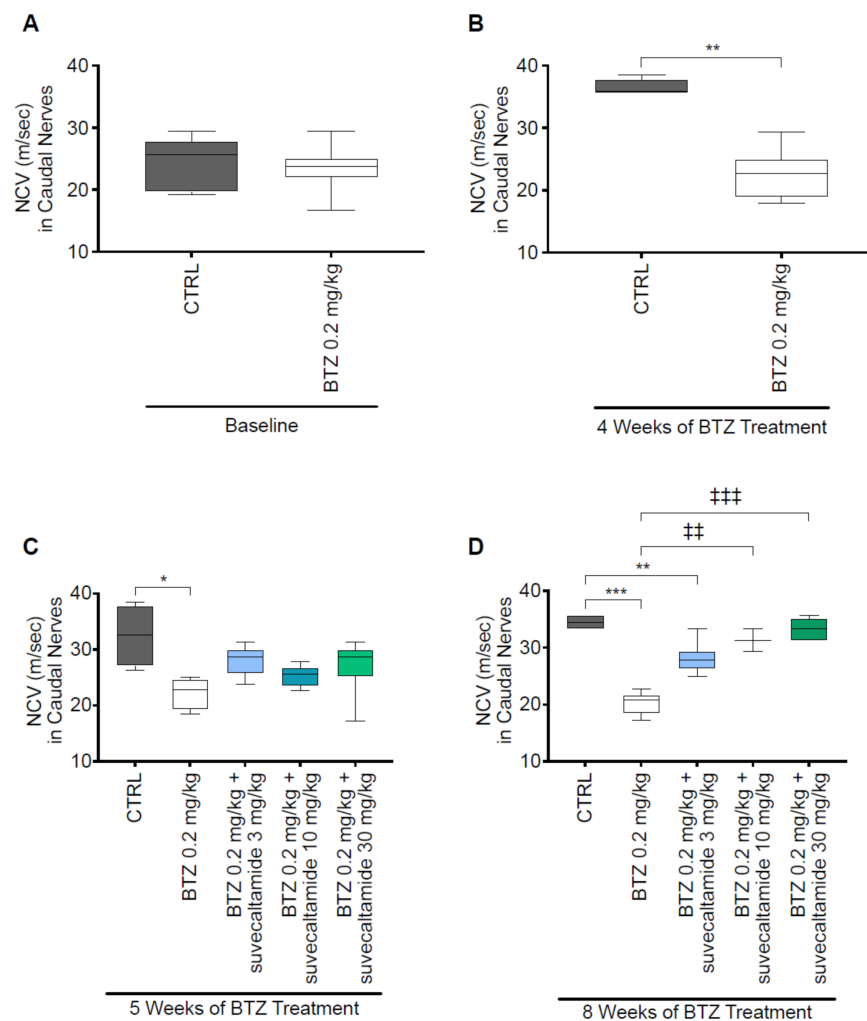 A
NCV (m/sec)
in Caudal Nerves
40
30
20
10
CTRL
BTZ 0.2 mg/kg
Baseline
B
NCV (m/sec)
in Caudal Nerves
40
30
20
10
**
CTRL
BTZ 0.2 mg/kg
4 Weeks of BTZ Treatment
C
NCV (m/sec)
in Caudal Nerves
40
30
20
10
*
CTRL
BTZ 0.2 mg/kg
BTZ 0.2 mg/kg +
suvecaltamide 3 mg/kg
BTZ 0.2 mg/kg +
suvecaltamide 10 mg/kg
BTZ 0.2 mg/kg +
suvecaltamide 30 mg/kg
5 Weeks of BTZ Treatment
D
NCV (m/sec)
in Caudal Nerves
40
30
20
10
‡‡‡
‡‡
**
***
CTRL
BTZ 0.2 mg/kg
BTZ 0.2 mg/kg +
suvecaltamide 3 mg/kg
BTZ 0.2 mg/kg +
suvecaltamide 10 mg/kg
BTZ 0.2 mg/kg +
suvecaltamide 30 mg/kg
8 Weeks of BTZ Treatment